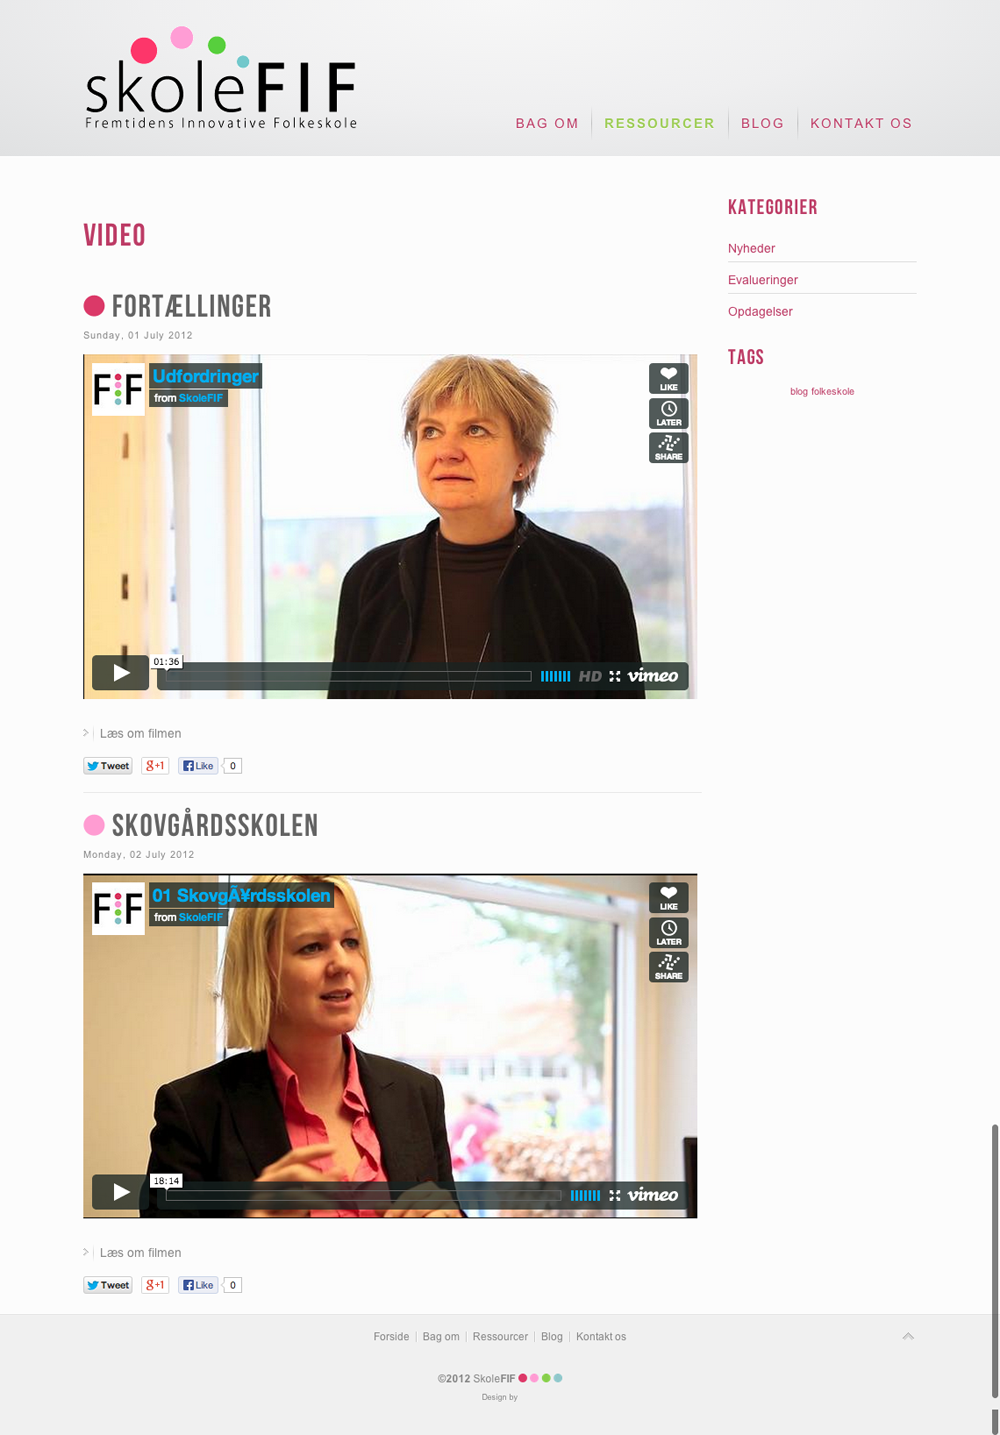 skoleFIF
Fremtidens Innovative Folkeskole
BAG OM
RESSOURCER
BLOG
KONTAKT OS
VIDEO
FORTÆLLINGER
Sunday, 01 July 2012
FIF
Udfordringer
from SkoleFIF
LIKE
LATER
SHARE
01:36
HD
vimeo
Læs om filmen
Tweet
g+1
Like
0
SKOVGÅRDSSKOLEN
Monday, 02 July 2012
FIF
01 SkovgÃ¥rdsskolen
from SkoleFIF
LIKE
LATER
SHARE
18:14
vimeo
Læs om filmen
Tweet
g+1
Like
0
KATEGORIER
Nyheder
Evalueringer
Opdagelser
TAGS
blog folkeskole
Forside
Bag om
Ressourcer
Blog
Kontakt os
©2012 SkoleFIF
Design by